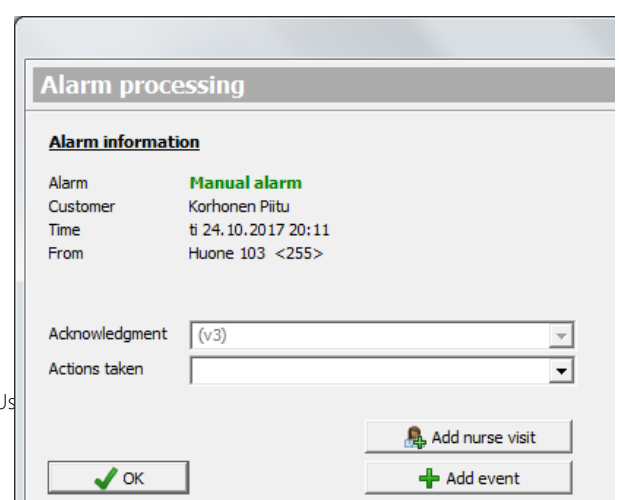 Alarm processing
Alarm information
Alarm Manual alarm
Customer Korhonen Piitu
Time ti 24.10.2017 20:11
From Huone 103 <255>
Acknowledgment (v3)
Actions taken
Us
Add nurse visit
OK Add event